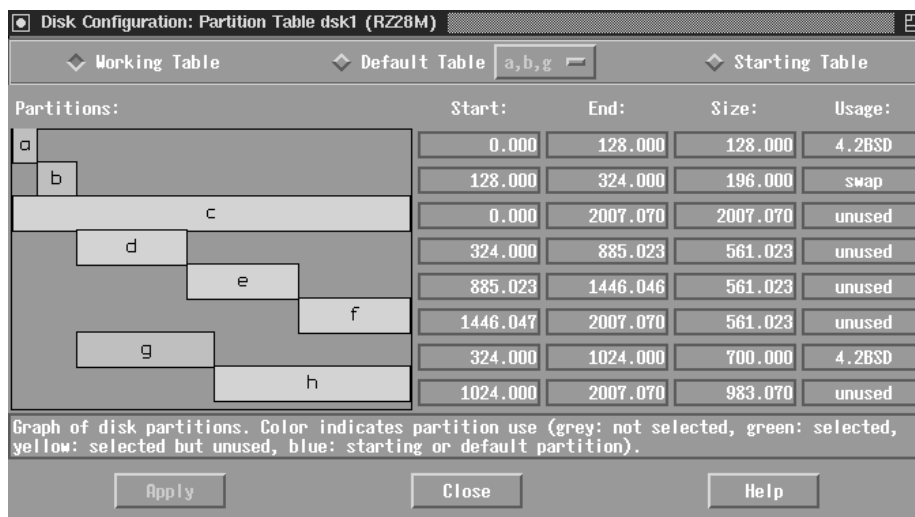 Disk Configuration: Partition Table dsk1 (RZ28M)
Working Table Default Table a,b,g Starting Table
Partitions: Start: End: Size: Usage:
a 0.000 128.000 128.000 4.2BSD
b 128.000 324.000 196.000 swap
c 0.000 2007.070 2007.070 unused
d 324.000 885.023 561.023 unused
e 885.023 1446.046 561.023 unused
f 1446.047 2007.070 561.023 unused
g 324.000 1024.000 700.000 4.2BSD
h 1024.000 2007.070 983.070 unused
Graph of disk partitions. Color indicates partition use (grey: not selected, green: selected,
yellow: selected but unused, blue: starting or default partition).
Apply Close Help